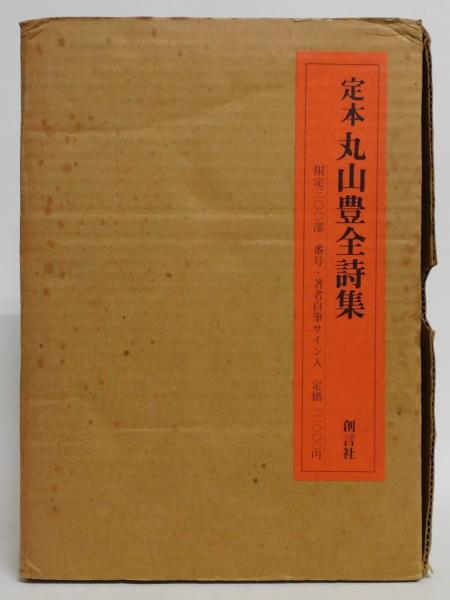 定本 丸山豊全詩集
限定三〇〇部 番号・著者自筆サイン入 定価一二〇〇〇円
創言社